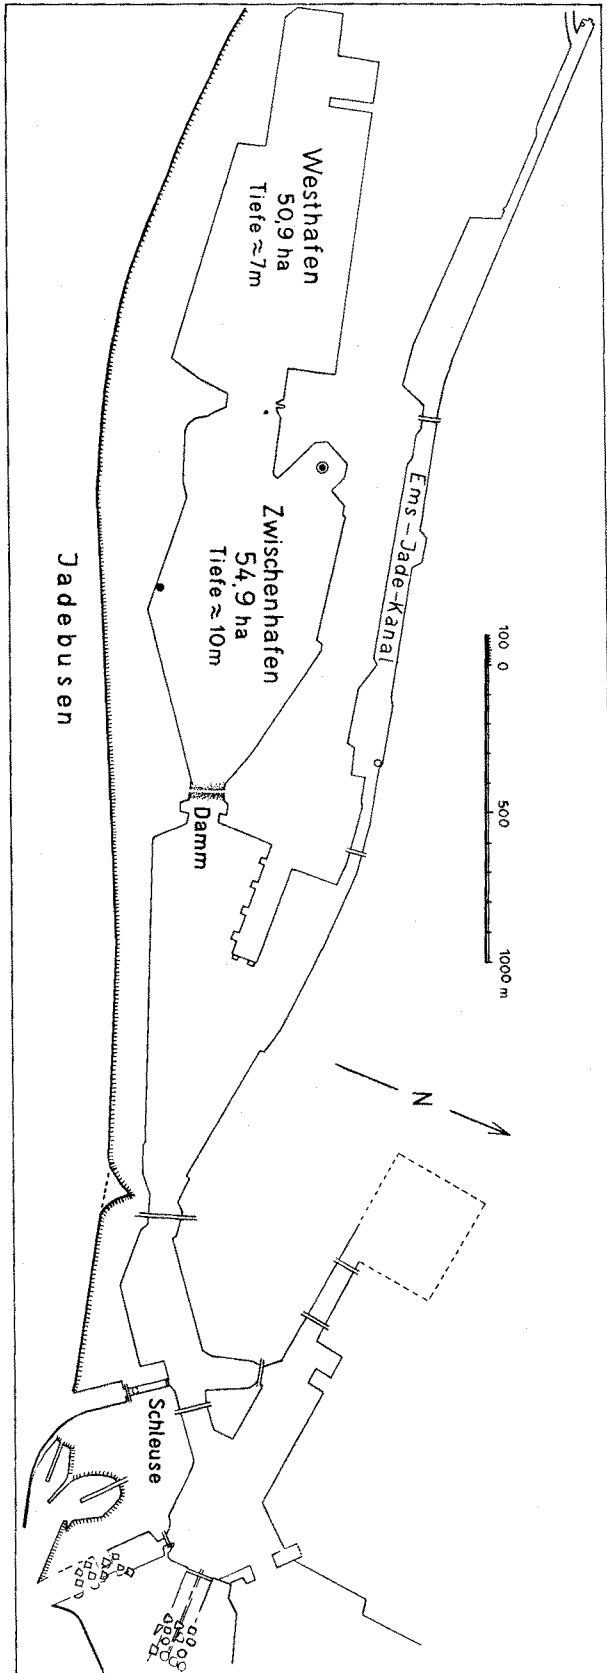 Westhafen
50,9 ha
Tiefe ≈ 7m
Ems-Jade-Kanal
Zwischenhafen
54,9 ha
Tiefe ≈ 10m
Jadebusen
100 0 500 1000 m
Damm
N
Schleuse